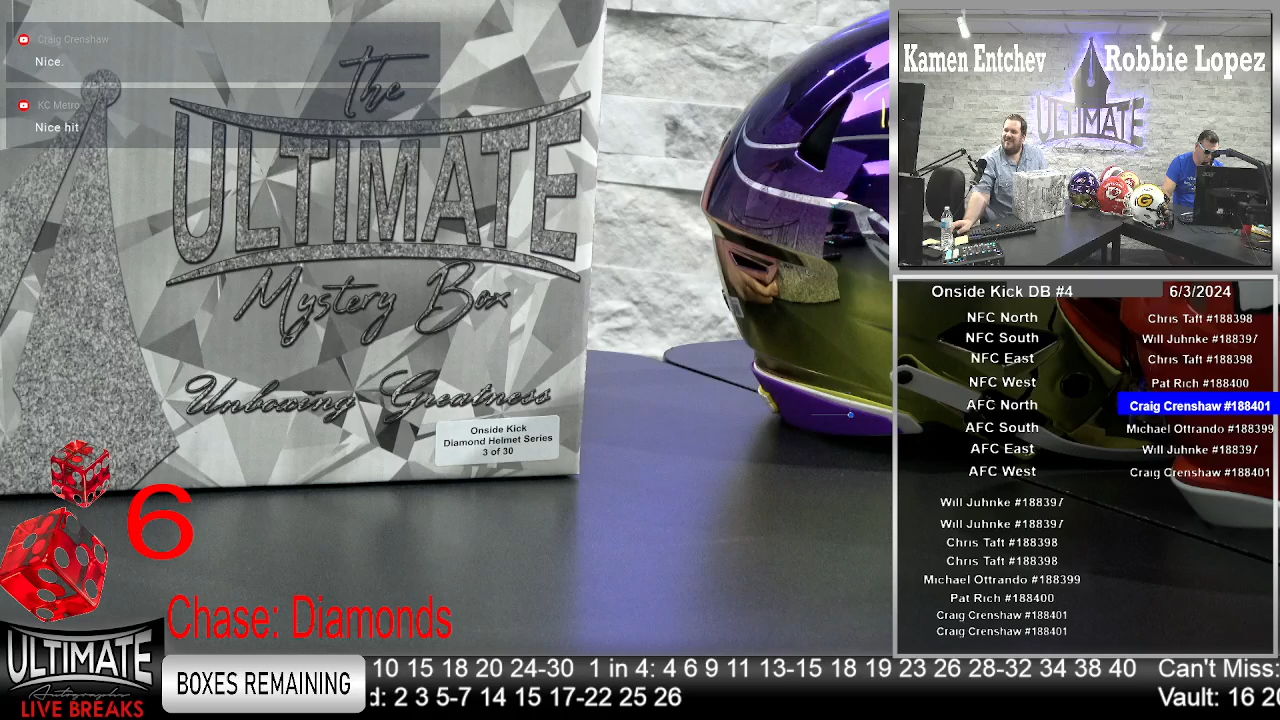 Craig Crenshaw
Nice.
KC Metro
Nice hit
the
ULTIMATE
Mystery Box
Unboxing Greatness
Onside Kick
Diamond Helmet Series
3 of 30
6
Chase: Diamonds
ULTIMATE
Autographs
LIVE BREAKS
BOXES REMAINING
10 15 18 20 24-30 1 in 4: 4 6 9 11 13-15 18 19 23 26 28-32 34 38 40 Can't Miss:
d: 2 3 5-7 14 15 17-22 25 26 Vault: 16 20
Kamen Entchev
Robbie Lopez
ULTIMATE
Onside Kick DB #4 6/3/2024
NFC North Chris Taft #188398
NFC South Will Juhnke #188397
NFC East Chris Taft #188398
NFC West Pat Rich #188400
AFC North Craig Crenshaw #188401
AFC South Michael Ottrando #188399
AFC East Will Juhnke #188397
AFC West Craig Crenshaw #188401
Will Juhnke #188397
Will Juhnke #188397
Chris Taft #188398
Chris Taft #188398
Michael Ottrando #188399
Pat Rich #188400
Craig Crenshaw #188401
Craig Crenshaw #188401